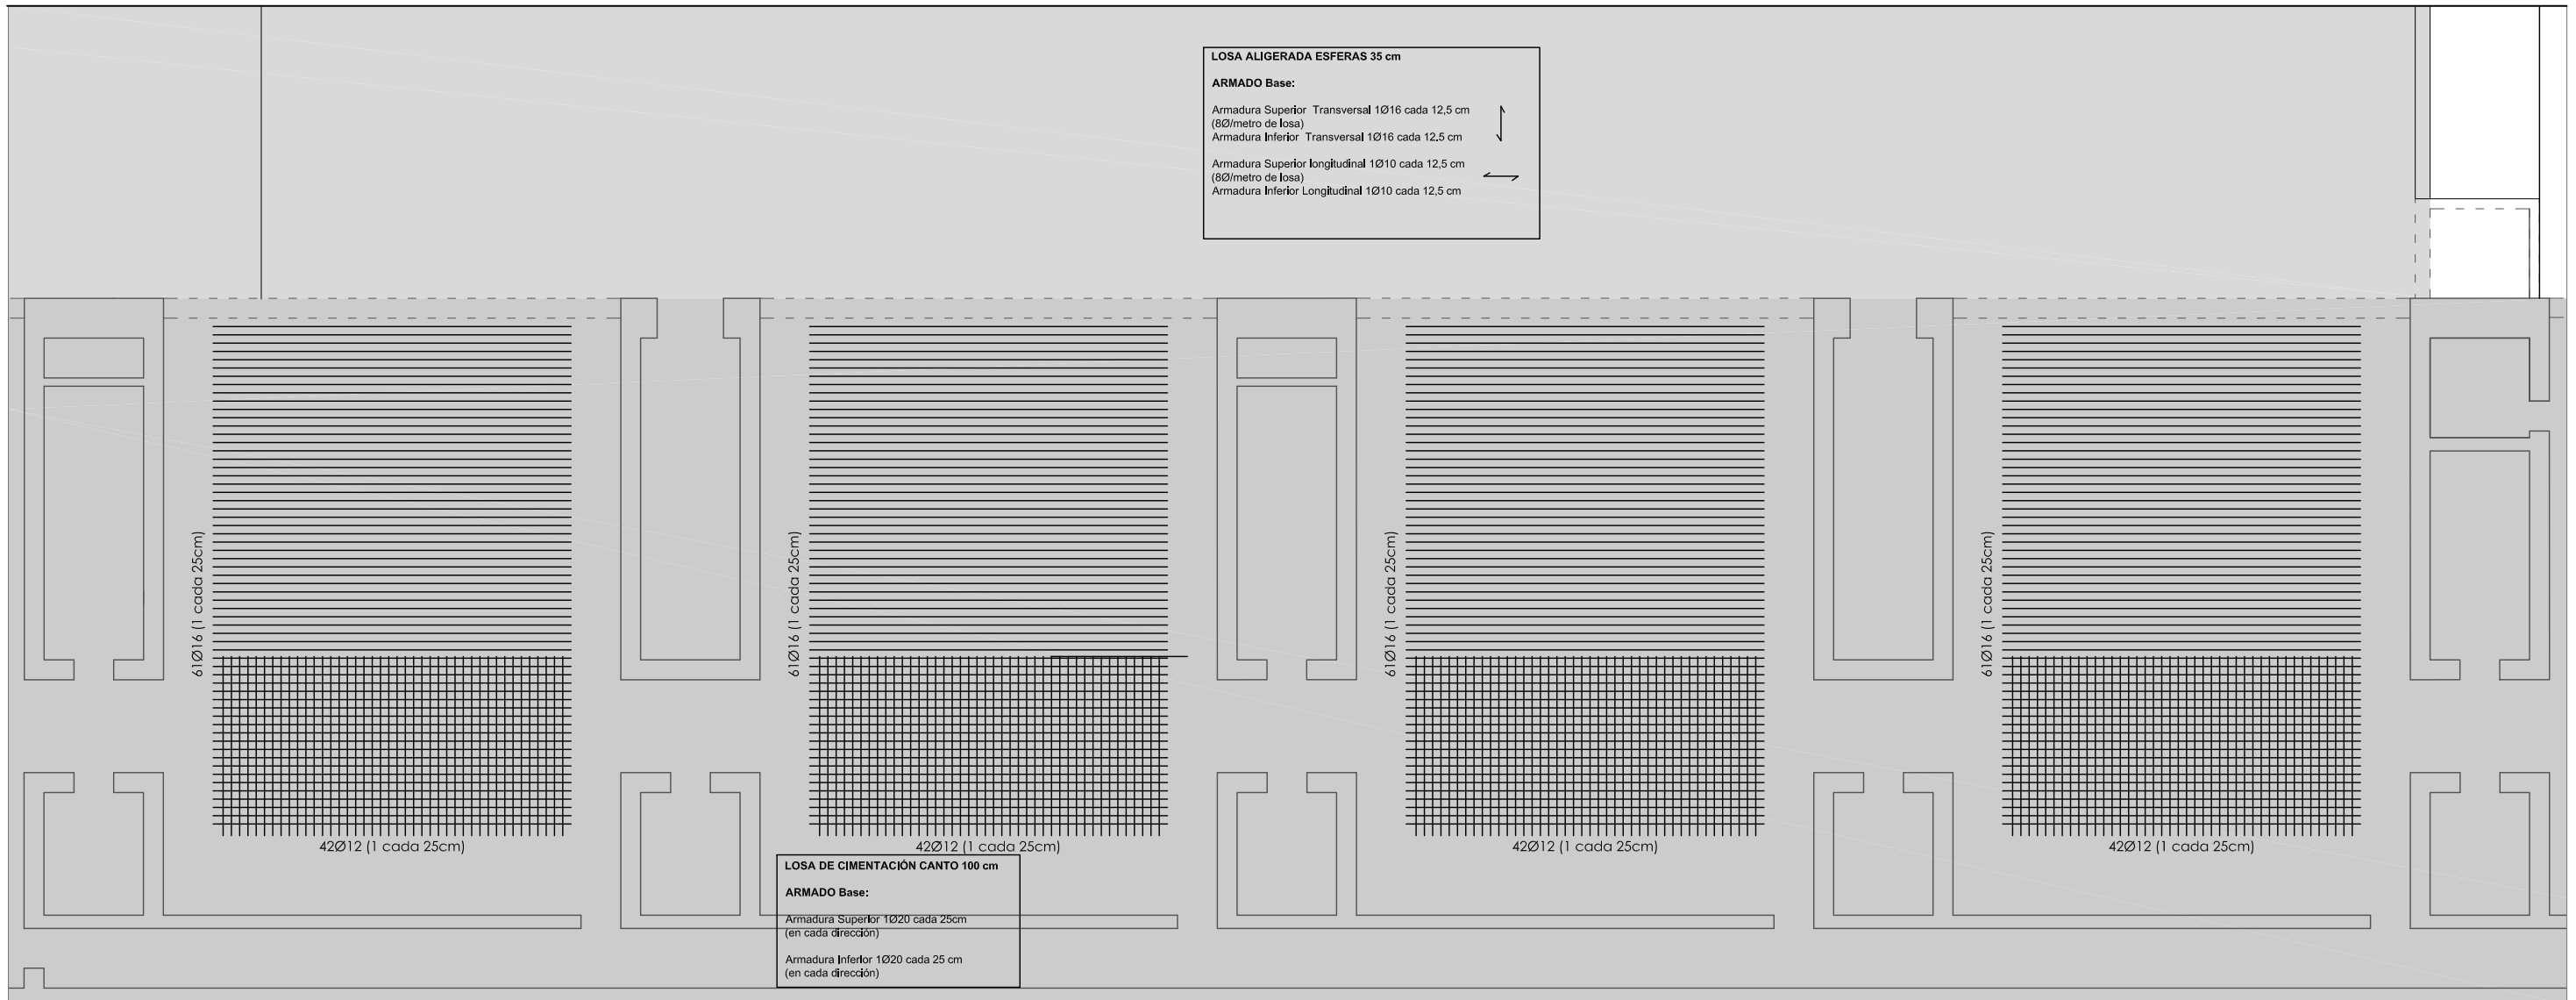 LOSA ALIGERADA ESFERAS 35 cm
ARMADO Base:
Armadura Superior Transversal 1Ø16 cada 12,5 cm
(8Ø/metro de losa)
Armadura Inferior Transversal 1Ø16 cada 12.5 cm
Armadura Superior longitudinal 1Ø10 cada 12,5 cm
(8Ø/metro de losa)
Armadura Inferior Longitudinal 1Ø10 cada 12,5 cm
61Ø16 (1 cada 25cm)
61Ø16 (1 cada 25cm)
61Ø16 (1 cada 25cm)
61Ø16 (1 cada 25cm)
42Ø12 (1 cada 25cm)
42Ø12 (1 cada 25cm)
42Ø12 (1 cada 25cm)
42Ø12 (1 cada 25cm)
LOSA DE CIMENTACIÓN CANTO 100 cm
ARMADO Base:
Armadura Superior 1Ø20 cada 25cm
(en cada dirección)
Armadura Inferior 1Ø20 cada 25 cm
(en cada dirección)